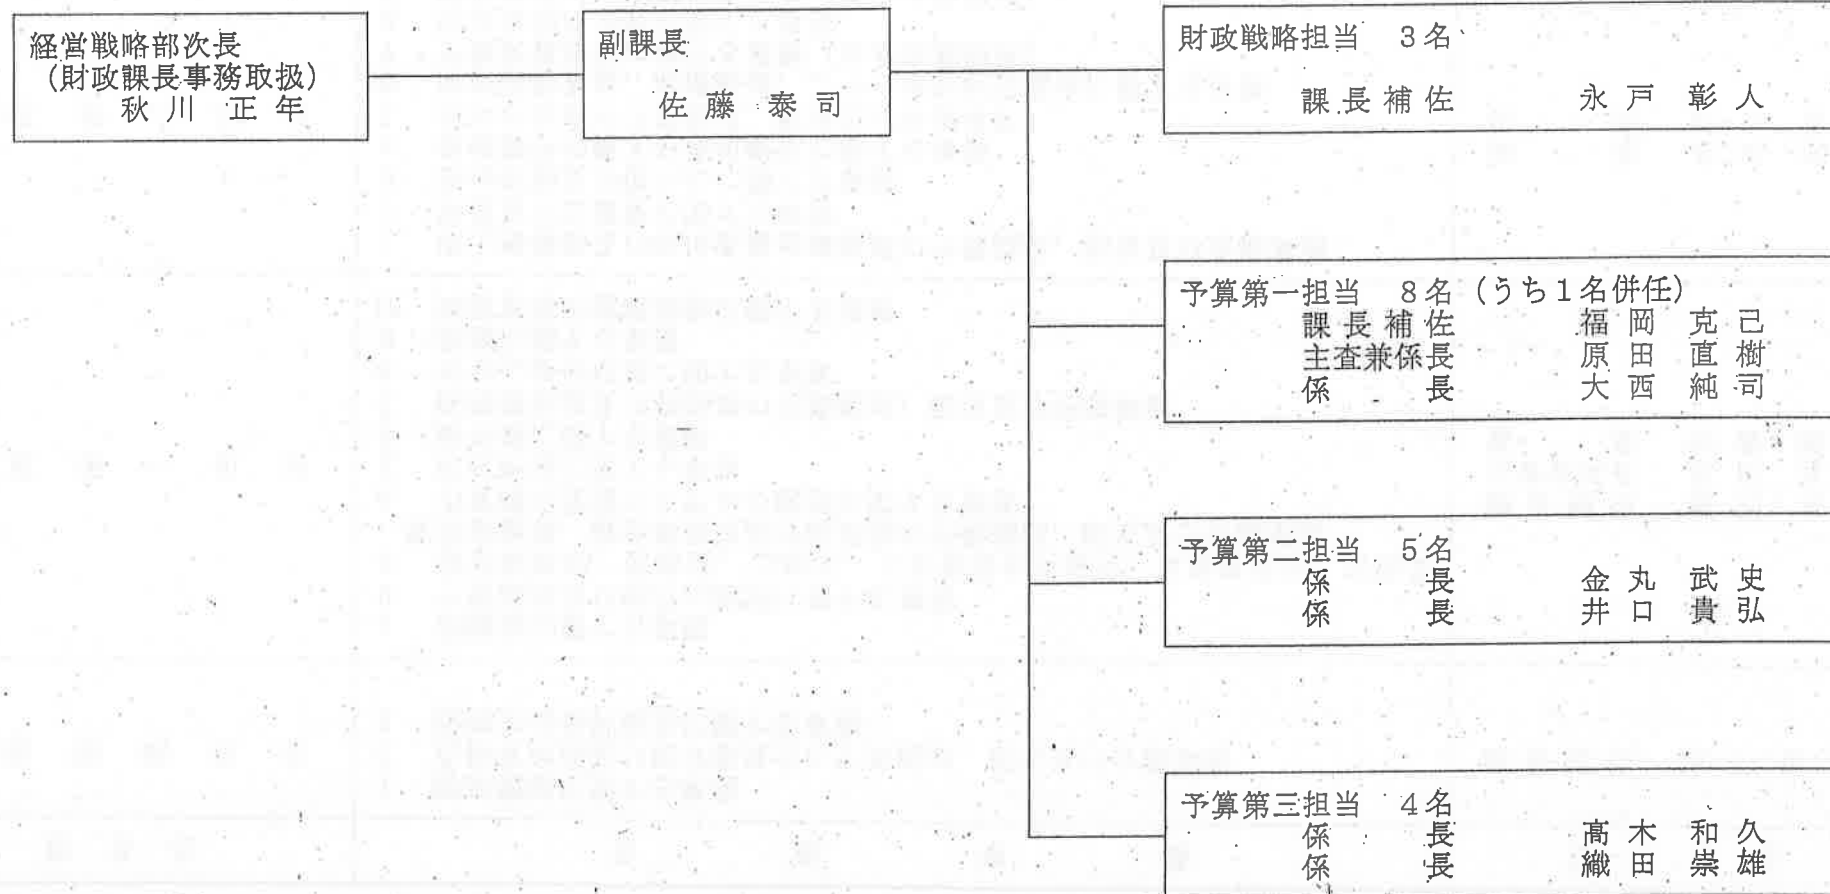 経営戦略部次長
(財政課長事務取扱)
秋川 正年
副課長
佐藤 泰司
財政戦略担当 3名
課長補佐 永戸 彰人
予算第一担当 8名 (うち1名併任)
課長補佐 福岡 克己
主査兼係長 原田 直樹
係長 大西 純司
予算第二担当 5名
係長 金丸 武史
係長 井口 貴弘
予算第三担当 4名
係長 髙木 和久
係長 織田 崇雄